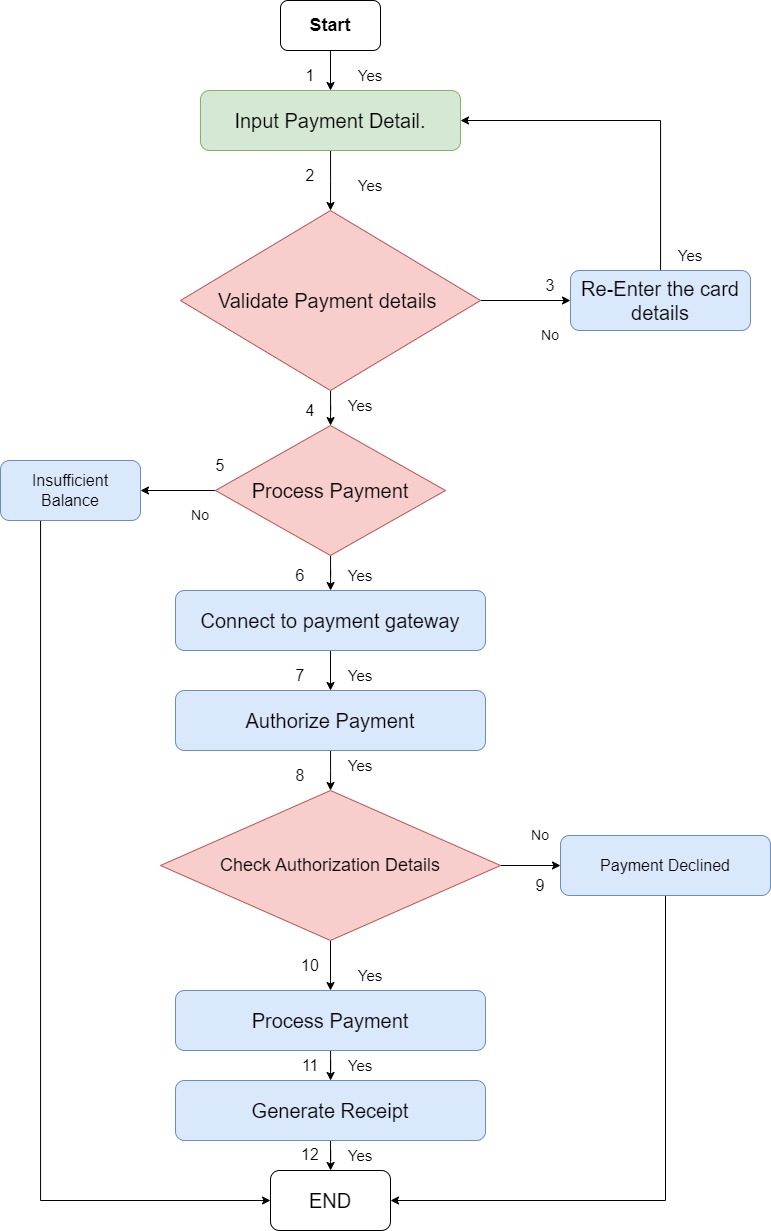 Start
1 Yes
Input Payment Detail.
2 Yes
Yes
Validate Payment details
3
Re-Enter the card
details
No
4 Yes
5
Insufficient
Balance
Process Payment
No
6 Yes
Connect to payment gateway
7 Yes
Authorize Payment
8 Yes
No
Check Authorization Details
Payment Declined
9
10 Yes
Process Payment
11 Yes
Generate Receipt
12 Yes
END